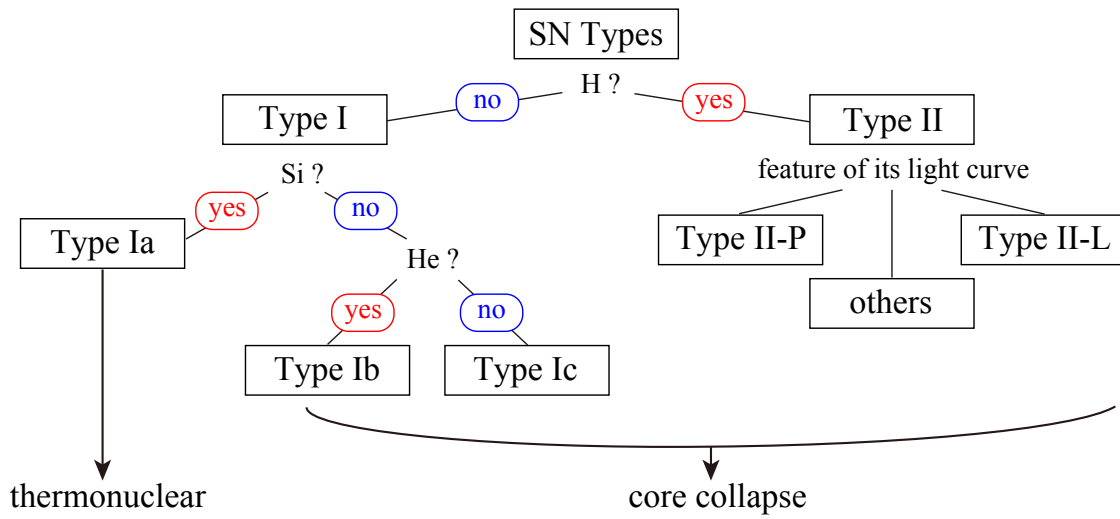 SN Types
H ?
no
yes
Type I
Type II
Si ?
feature of its light curve
yes
no
Type Ia
Type II-P
Type II-L
He ?
others
yes
no
Type Ib
Type Ic
thermonuclear
core collapse